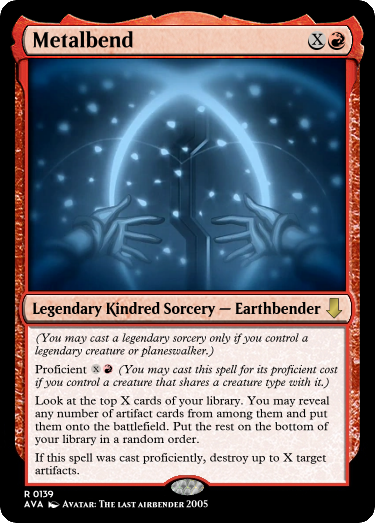 Metalbend X R
Legendary Kindred Sorcery — Earthbender
(You may cast a legendary sorcery only if you control a
legendary creature or planeswalker.)
Proficient X R (You may cast this spell for its proficient cost
if you control a creature that shares a creature type with it.)
Look at the top X cards of your library. You may reveal
any number of artifact cards from among them and put
them onto the battlefield. Put the rest on the bottom of
your library in a random order.
If this spell was cast proficiently, destroy up to X target
artifacts.
R 0139
AVA Avatar: The last airbender 2005